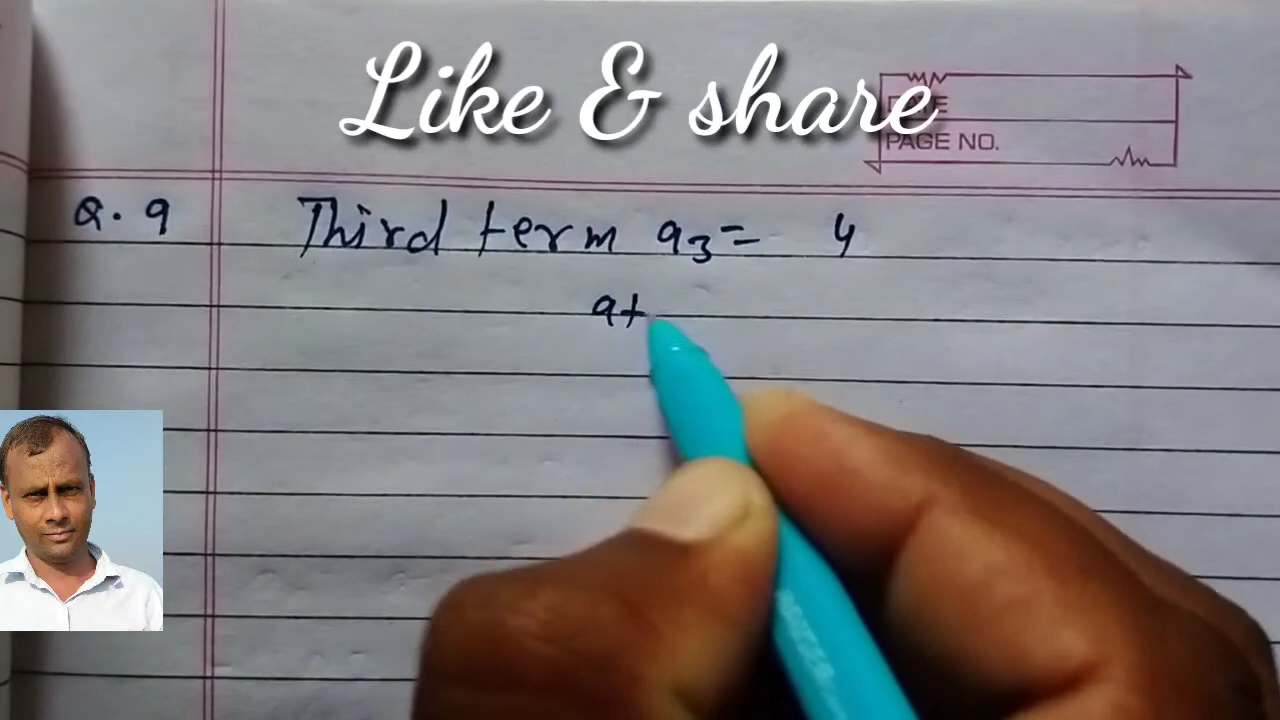 Like & share
DATE
PAGE NO.
Q. 9 Third term a3 = 4
a+